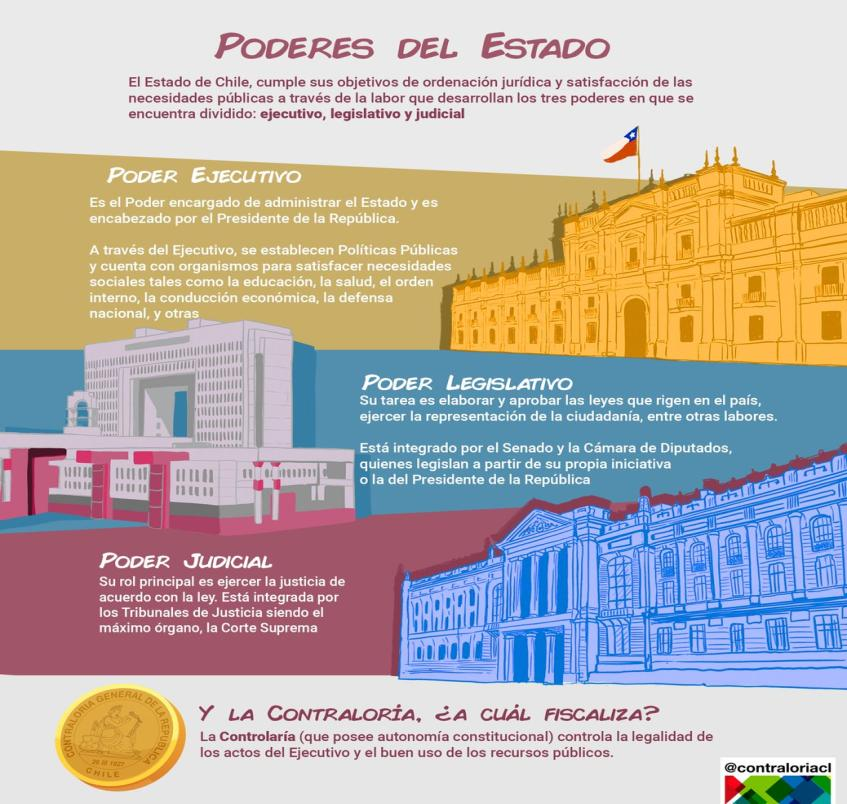 PODERES DEL ESTADO
El Estado de Chile, cumple sus objetivos de ordenación jurídica y satisfacción de las
necesidades públicas a través de la labor que desarrollan los tres poderes en que se
encuentra dividido: ejecutivo, legislativo y judicial
PODER EJECUTIVO
Es el Poder encargado de administrar el Estado y es
encabezado por el Presidente de la República.
A través del Ejecutivo, se establecen Políticas Públicas
y cuenta con organismos para satisfacer necesidades
sociales tales como la educación, la salud, el orden
interno, la conducción económica, la defensa
nacional, y otras
PODER LEGISLATIVO
Su tarea es elaborar y aprobar las leyes que rigen en el país,
ejercer la representación de la ciudadanía, entre otras labores.
Está integrado por el Senado y la Cámara de Diputados,
quienes legislan a partir de su propia iniciativa
o la del Presidente de la República
PODER JUDICIAL
Su rol principal es ejercer la justicia de
acuerdo con la ley. Está integrada por
los Tribunales de Justicia siendo el
máximo órgano, la Corte Suprema
CONTRALORIA GENERAL DE LA REPUBLICA
26 III 1927
CHILE
Y LA CONTRALORÍA, ¿A CUÁL FISCALIZA?
La Controlaría (que posee autonomía constitucional) controla la legalidad de
los actos del Ejecutivo y el buen uso de los recursos públicos.
@contraloriacl